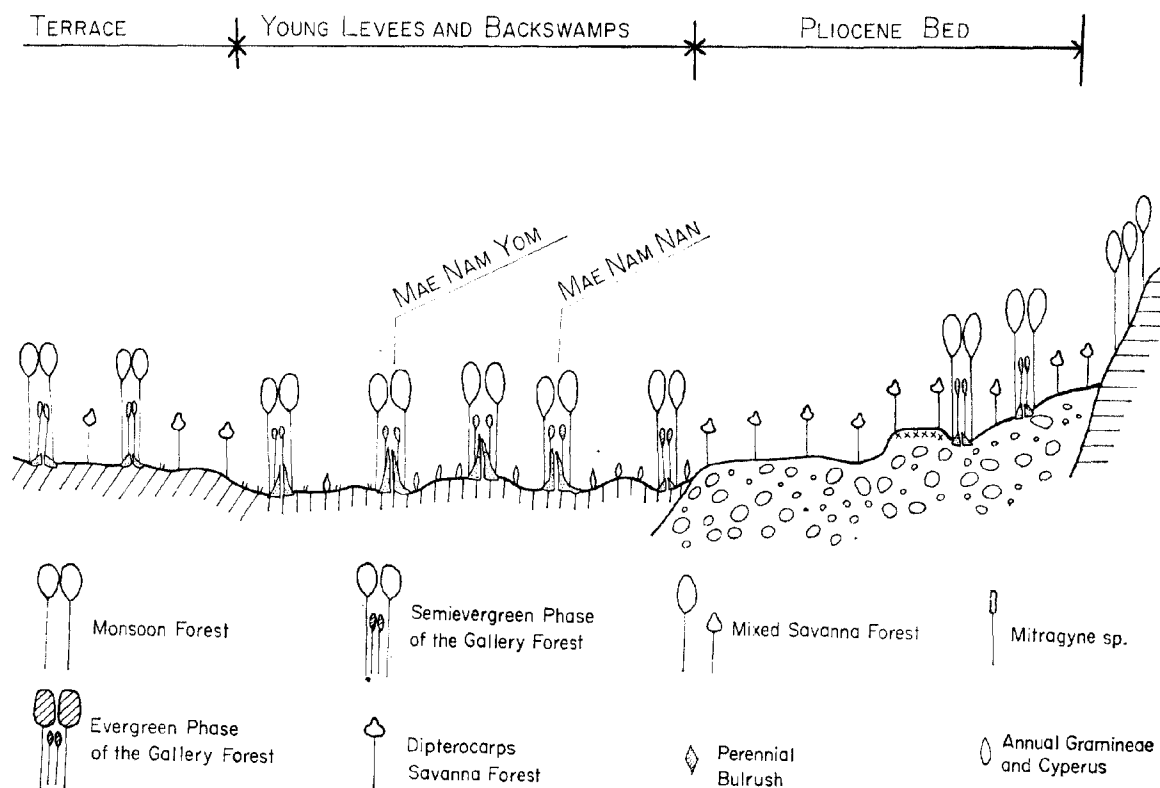 TERRACE
YOUNG LEVEES AND BACKSWAMPS
PLIOCENE BED
MAE NAM YOM
MAE NAM NAN
Monsoon Forest
Semievergreen Phase
of the Gallery Forest
Mixed Savanna Forest
Mitragyne sp.
Evergreen Phase
of the Gallery Forest
Dipterocarps
Savanna Forest
Perennial
Bulrush
Annual Gramineae
and Cyperus